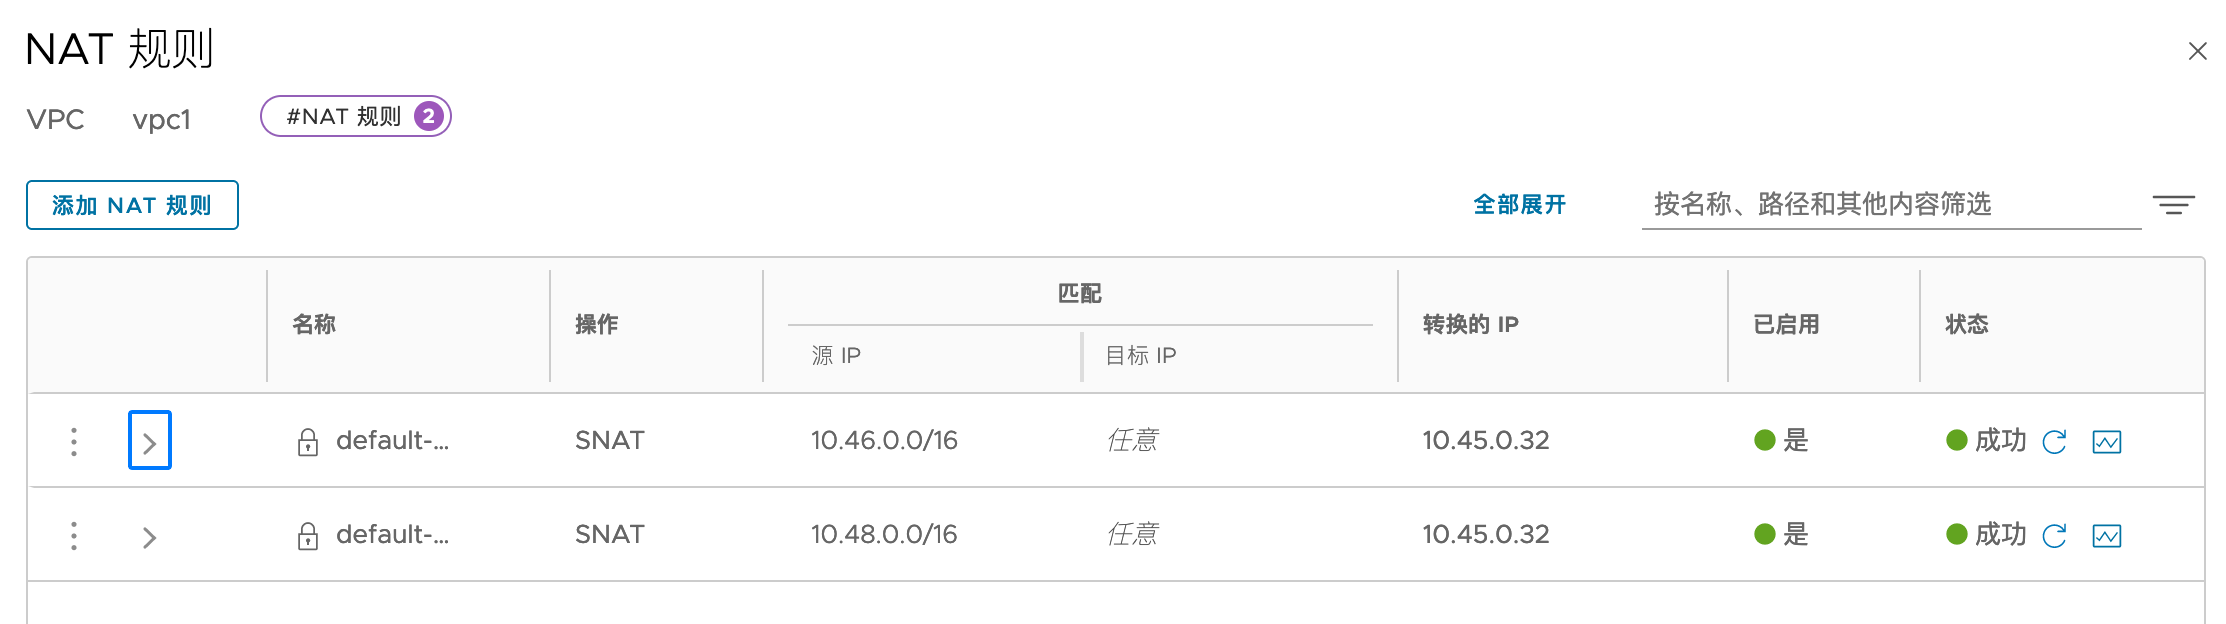 NAT 规则
VPC vpc1 #NAT 规则 2
添加 NAT 规则 全部展开 按名称、路径和其他内容筛选
名称 操作 匹配 转换的 IP 已启用 状态
源 IP 目标 IP
default-... SNAT 10.46.0.0/16 任意 10.45.0.32 是 成功
default-... SNAT 10.48.0.0/16 任意 10.45.0.32 是 成功